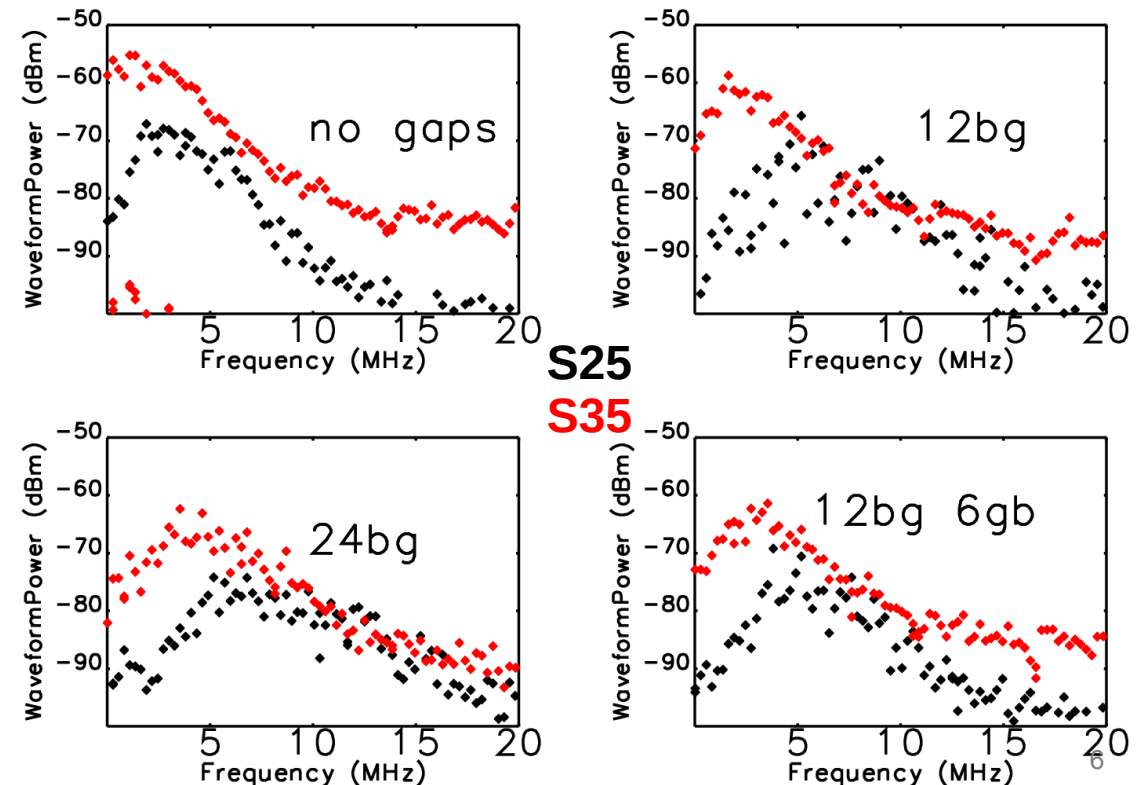 -50
-60
-70
-80
-90
WaveformPower (dBm)
no gaps
5 10 15 20
Frequency (MHz)
-50
-60
-70
-80
-90
WaveformPower (dBm)
12bg
5 10 15 20
Frequency (MHz)
S25
S35
-50
-60
-70
-80
-90
WaveformPower (dBm)
24bg
5 10 15 20
Frequency (MHz)
-50
-60
-70
-80
-90
WaveformPower (dBm)
12bg 6gb
5 10 15 20
Frequency (MHz)
6